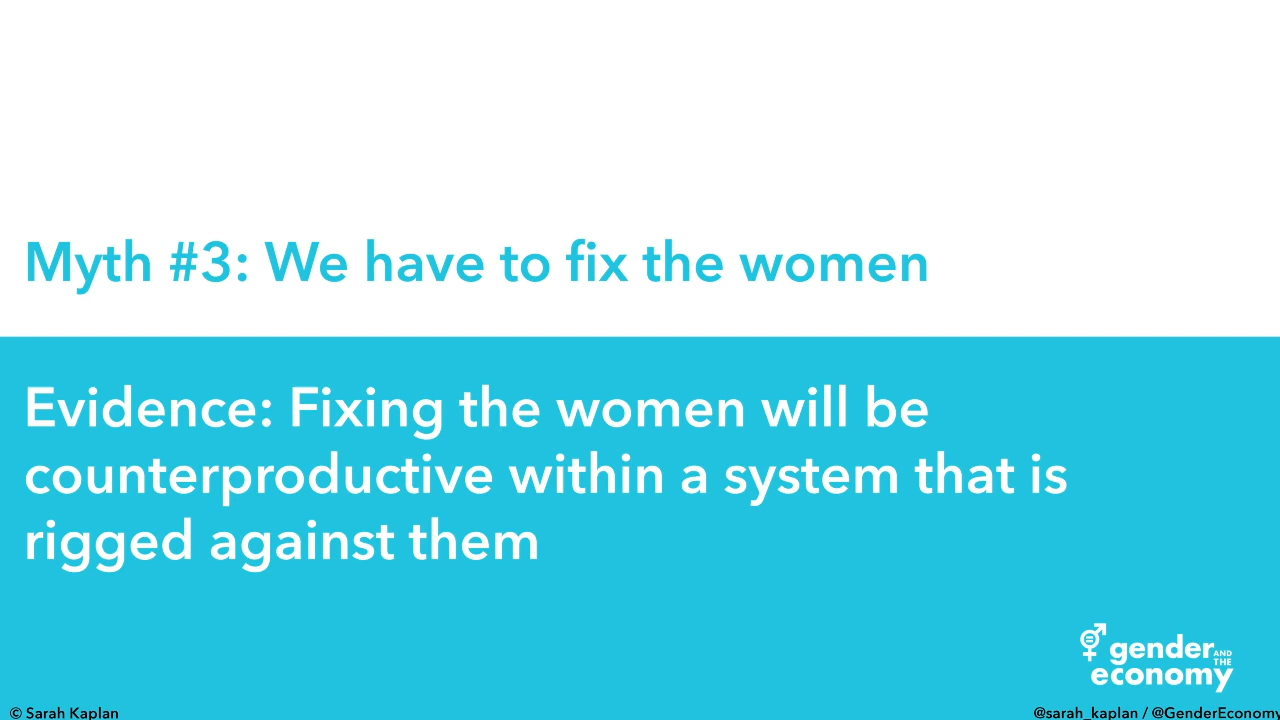 Myth #3: We have to fix the women
Evidence: Fixing the women will be
counterproductive within a system that is
rigged against them
gender AND THE
economy
© Sarah Kaplan
@sarah_kaplan / @GenderEconomy